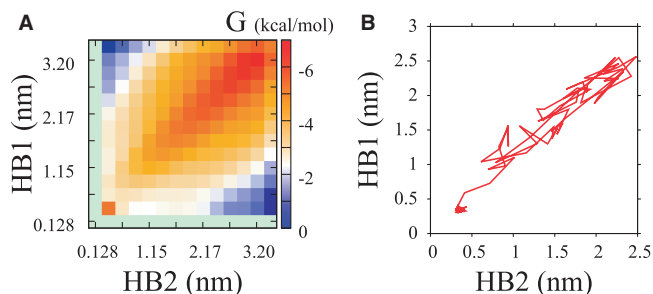 A
G (kcal/mol)
3.20
2.17
1.15
0.128
HB1 (nm)
0.128 1.15 2.17 3.20
HB2 (nm)
-6
-4
-2
0
B
3
2.5
2
1.5
1
0.5
0
HB1 (nm)
0 0.5 1 1.5 2 2.5
HB2 (nm)